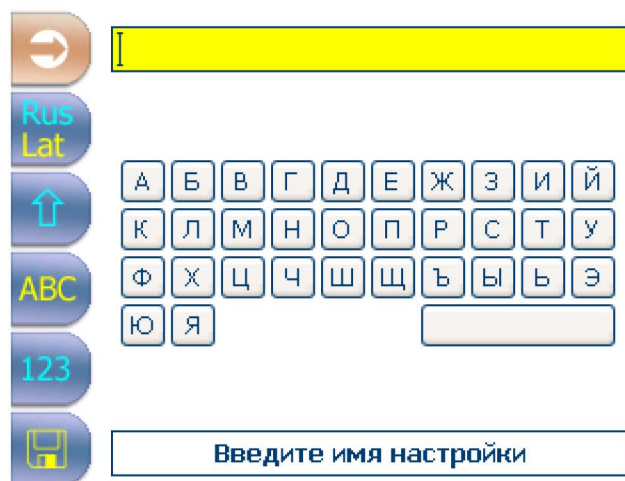 Rus
Lat
ABC
123
А Б В Г Д Е Ж З И Й
К Л М Н О П Р С Т У
Ф Х Ц Ч Ш Щ Ъ Ы Ь Э
Ю Я
Введите имя настройки